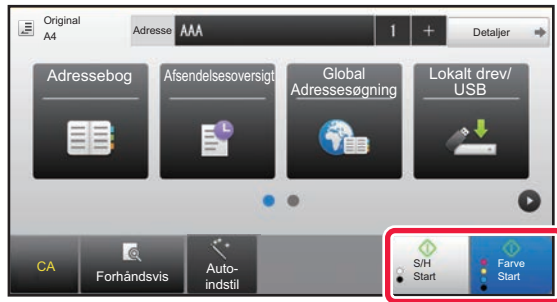 Original
A4
Adresse AAA 1 + Detaljer
Adressebog
Afsendelsesoversigt
Global
Adressesøgning
Lokalt drev/
USB
CA
Forhåndsvis
Auto-
indstil
S/H
Start
Farve
Start